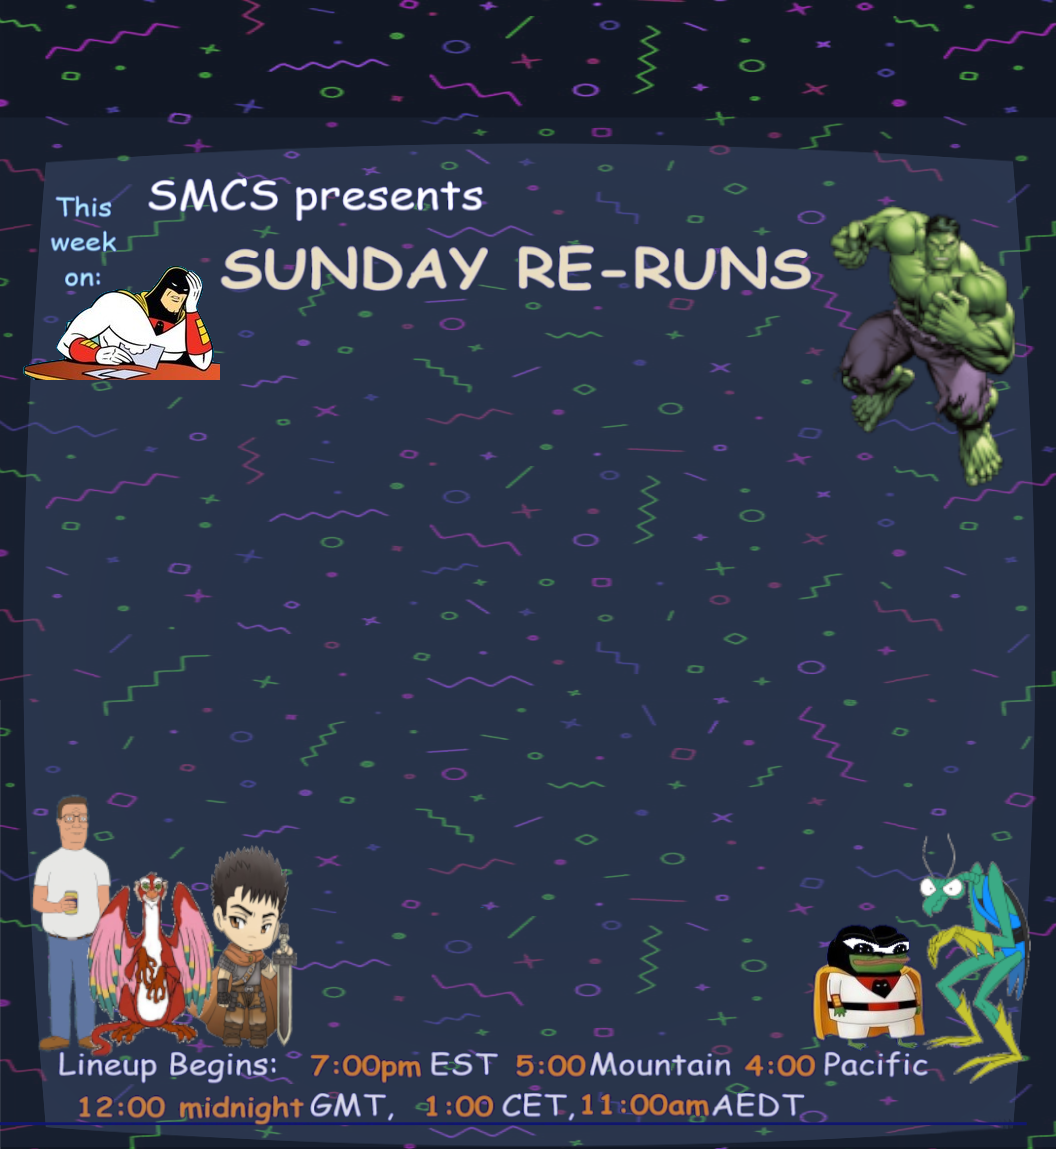 This
week
on:
SMCS presents
SUNDAY RE-RUNS
Lineup Begins: 7:00pm EST 5:00 Mountain 4:00 Pacific
12:00 midnight GMT, 1:00 CET, 11:00am AEDT